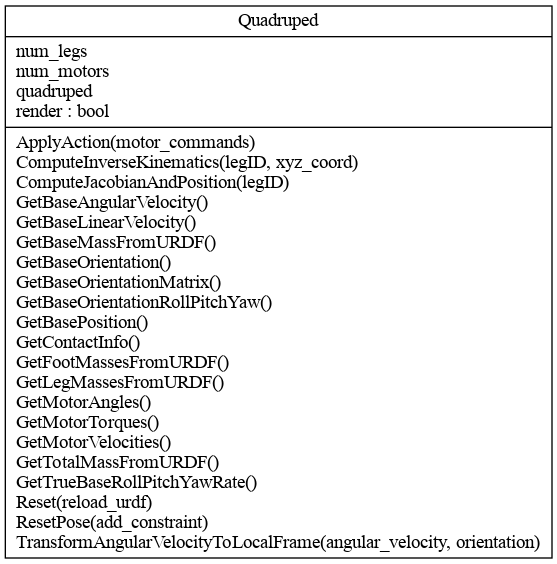 Quadruped
num_legs
num_motors
quadruped
render : bool
ApplyAction(motor_commands)
ComputeInverseKinematics(legID, xyz_coord)
ComputeJacobianAndPosition(legID)
GetBaseAngularVelocity()
GetBaseLinearVelocity()
GetBaseMassFromURDF()
GetBaseOrientation()
GetBaseOrientationMatrix()
GetBaseOrientationRollPitchYaw()
GetBasePosition()
GetContactInfo()
GetFootMassesFromURDF()
GetLegMassesFromURDF()
GetMotorAngles()
GetMotorTorques()
GetMotorVelocities()
GetTotalMassFromURDF()
GetTrueBaseRollPitchYawRate()
Reset(reload_urdf)
ResetPose(add_constraint)
TransformAngularVelocityToLocalFrame(angular_velocity, orientation)